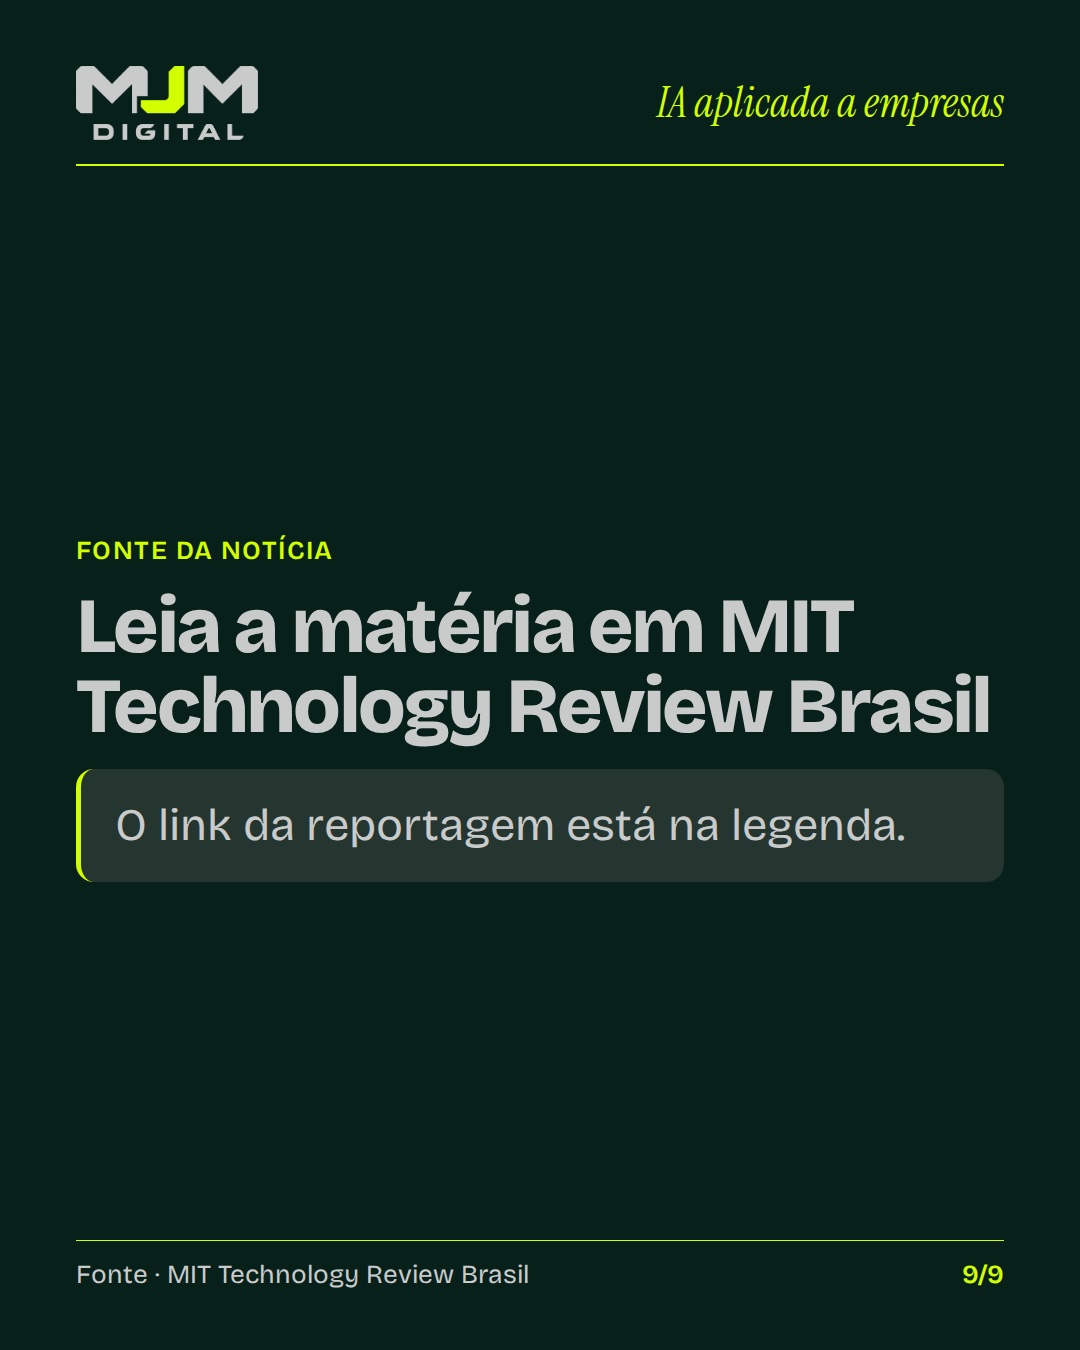 MJM
DIGITAL
IA aplicada a empresas
FONTE DA NOTÍCIA
Leia a matéria em MIT
Technology Review Brasil
O link da reportagem está na legenda.
Fonte · MIT Technology Review Brasil
9/9